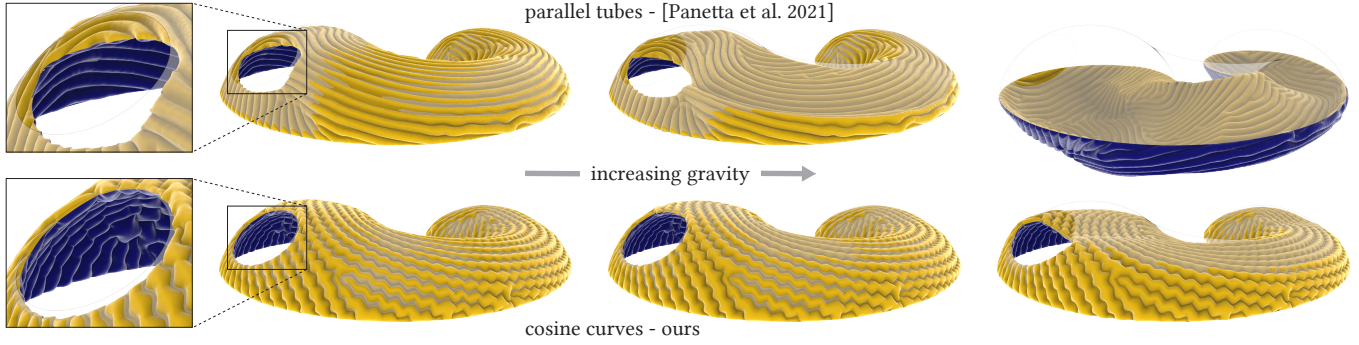 parallel tubes - [Panetta et al. 2021]
increasing gravity
cosine curves - ours